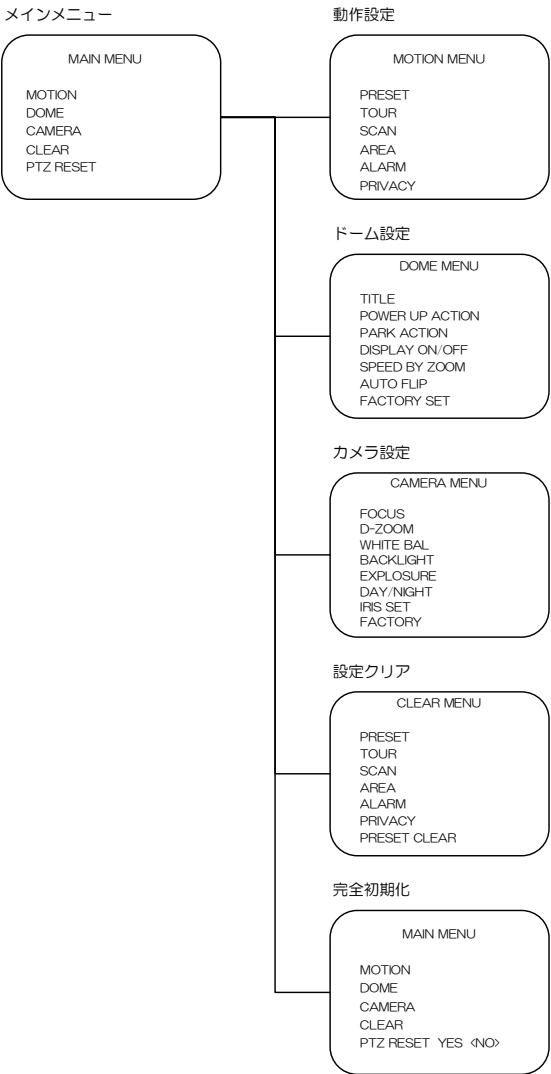 メインメニュー
MAIN MENU
MOTION
DOME
CAMERA
CLEAR
PTZ RESET
動作設定
MOTION MENU
PRESET
TOUR
SCAN
AREA
ALARM
PRIVACY
ドーム設定
DOME MENU
TITLE
POWER UP ACTION
PARK ACTION
DISPLAY ON/OFF
SPEED BY ZOOM
AUTO FLIP
FACTORY SET
カメラ設定
CAMERA MENU
FOCUS
D-ZOOM
WHITE BAL
BACKLIGHT
EXPLOSURE
DAY/NIGHT
IRIS SET
FACTORY
設定クリア
CLEAR MENU
PRESET
TOUR
SCAN
AREA
ALARM
PRIVACY
PRESET CLEAR
完全初期化
MAIN MENU
MOTION
DOME
CAMERA
CLEAR
PTZ RESET YES <NO>